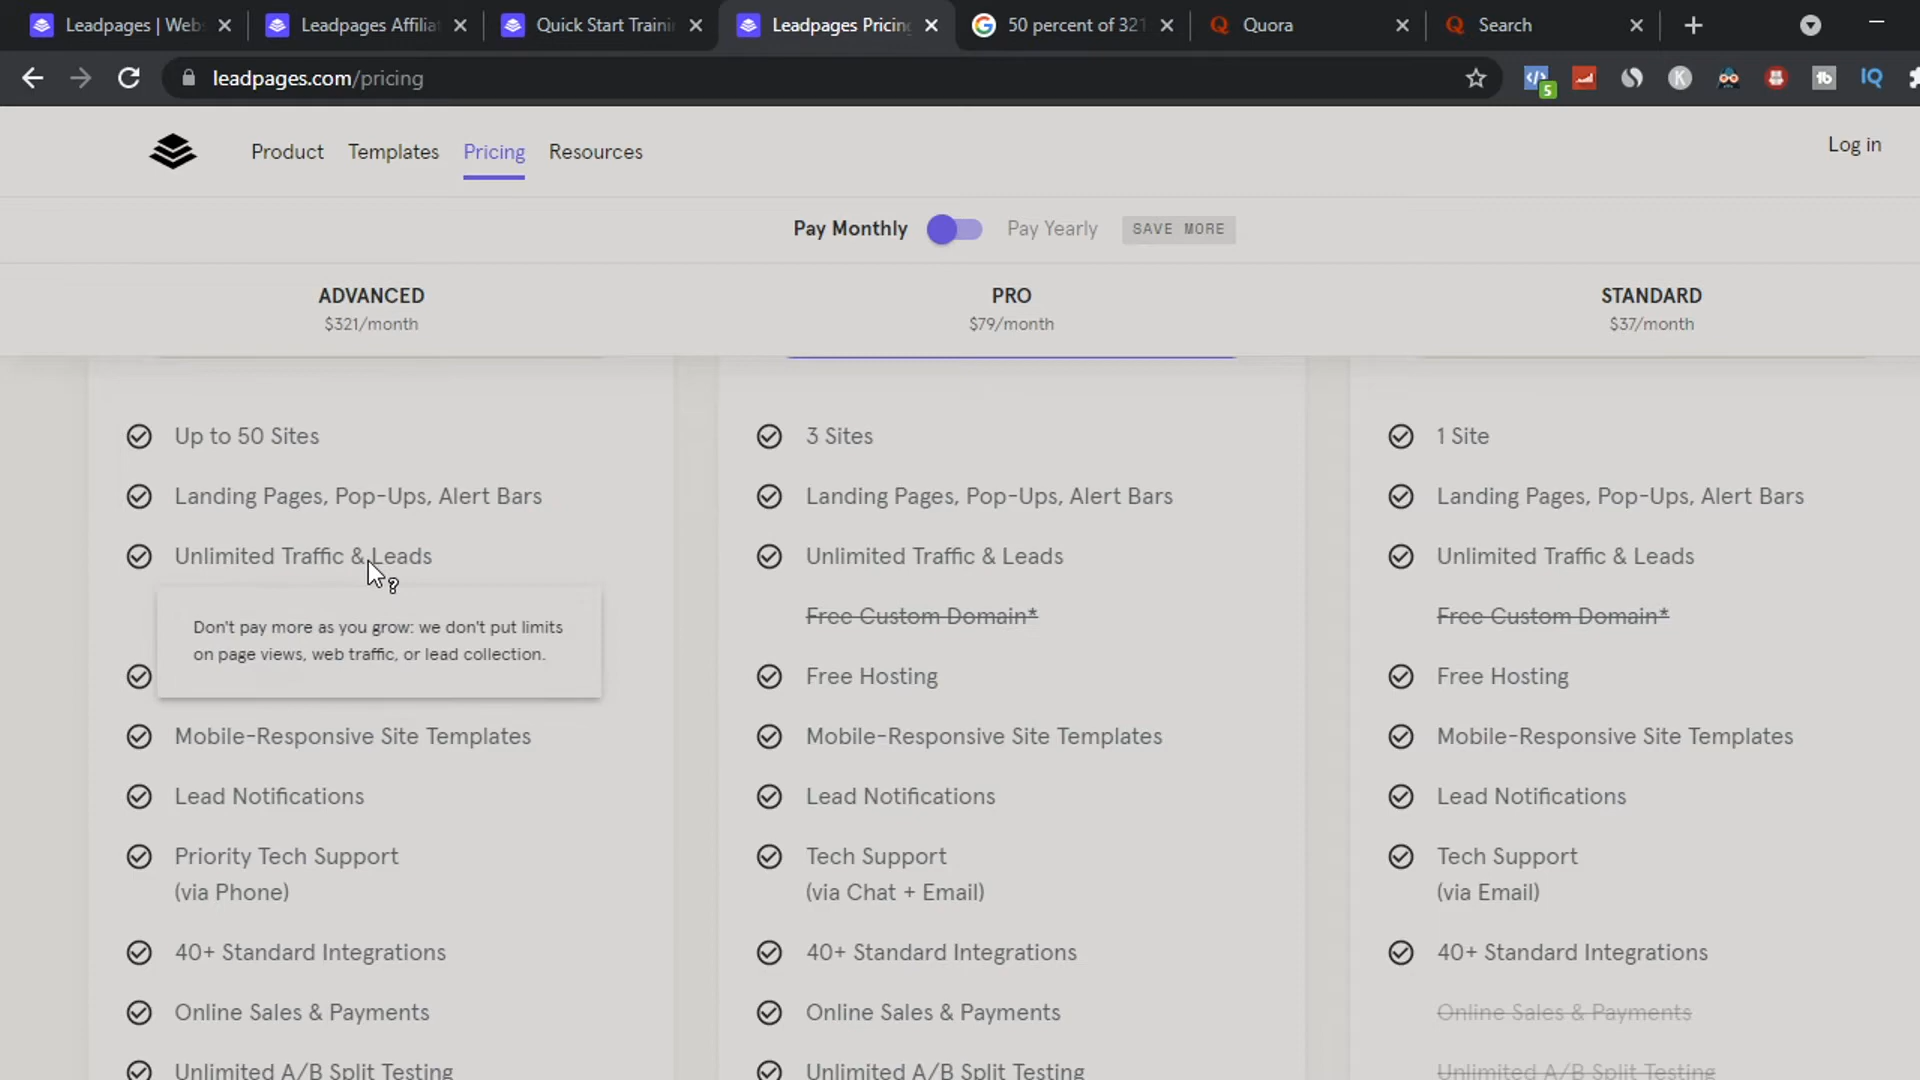 Leadpages | Web
Leadpages Affilia
Quick Start Traini
Leadpages Pricing
50 percent of 321
Quora
Search
leadpages.com/pricing
5
K
tb
IQ
Product
Templates
Pricing
Resources
Log in
Pay Monthly
Pay Yearly
SAVE MORE
ADVANCED
$321/month
PRO
$79/month
STANDARD
$37/month
Up to 50 Sites
Landing Pages, Pop-Ups, Alert Bars
Unlimited Traffic & Leads
Don't pay more as you grow: we don't put limits
on page views, web traffic, or lead collection.
Mobile-Responsive Site Templates
Lead Notifications
Priority Tech Support
(via Phone)
40+ Standard Integrations
Online Sales & Payments
Unlimited A/B Split Testing
3 Sites
Landing Pages, Pop-Ups, Alert Bars
Unlimited Traffic & Leads
Free Custom Domain*
Free Hosting
Mobile-Responsive Site Templates
Lead Notifications
Tech Support
(via Chat + Email)
40+ Standard Integrations
Online Sales & Payments
Unlimited A/B Split Testing
1 Site
Landing Pages, Pop-Ups, Alert Bars
Unlimited Traffic & Leads
Free Custom Domain*
Free Hosting
Mobile-Responsive Site Templates
Lead Notifications
Tech Support
(via Email)
40+ Standard Integrations
Online Sales & Payments
Unlimited A/B Split Testing